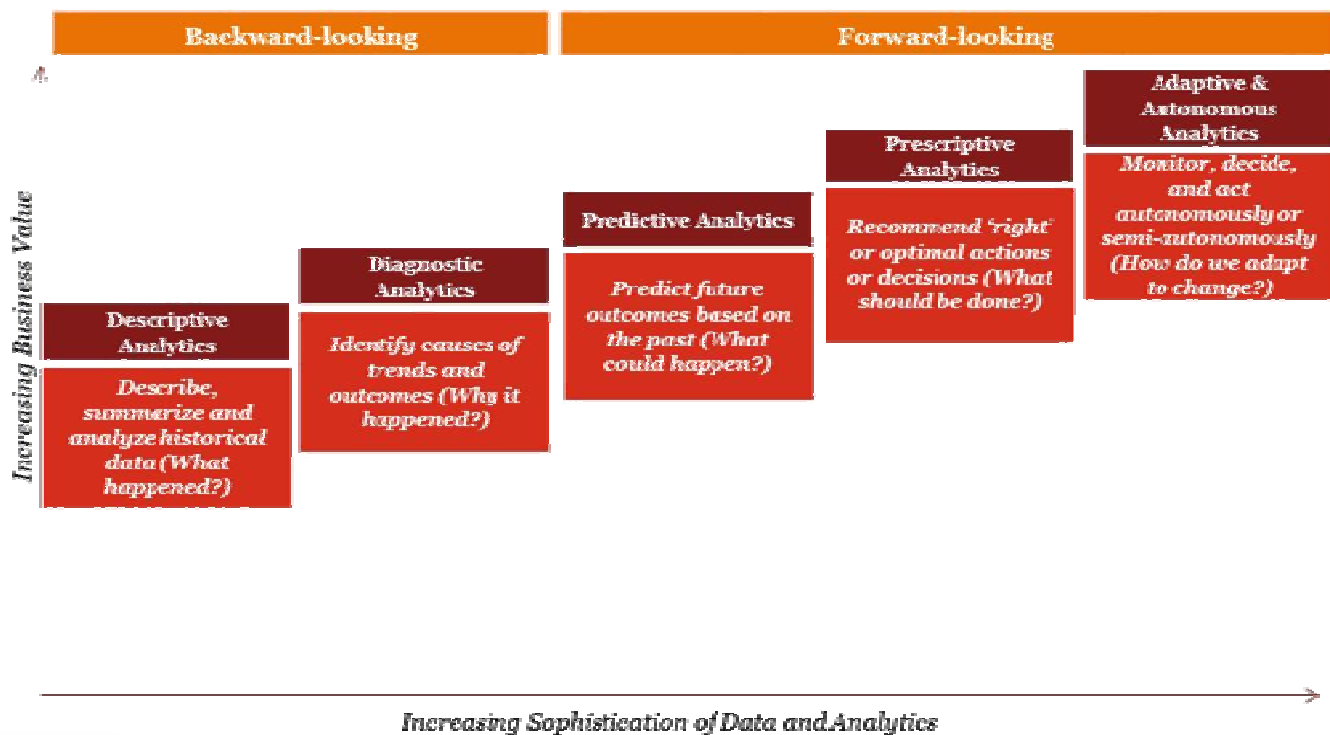 Backward-looking
Forward-looking
Adaptive &
Autonomous
Analytics
Monitor, decide,
and act
autonomously or
semi-autonomously
(How do we adapt
to change?)
Prescriptive
Analytics
Recommend 'right'
or optimal actions
or decisions (What
should be done?)
Predictive Analytics
Predict future
outcomes based on
the past (What
could happen?)
Diagnostic
Analytics
Identify causes of
trends and
outcomes (Why it
happened?)
Descriptive
Analytics
Describe,
summarize and
analyze historical
data (What
happened?)
Increasing Business Value
Increasing Sophistication of Data and Analytics